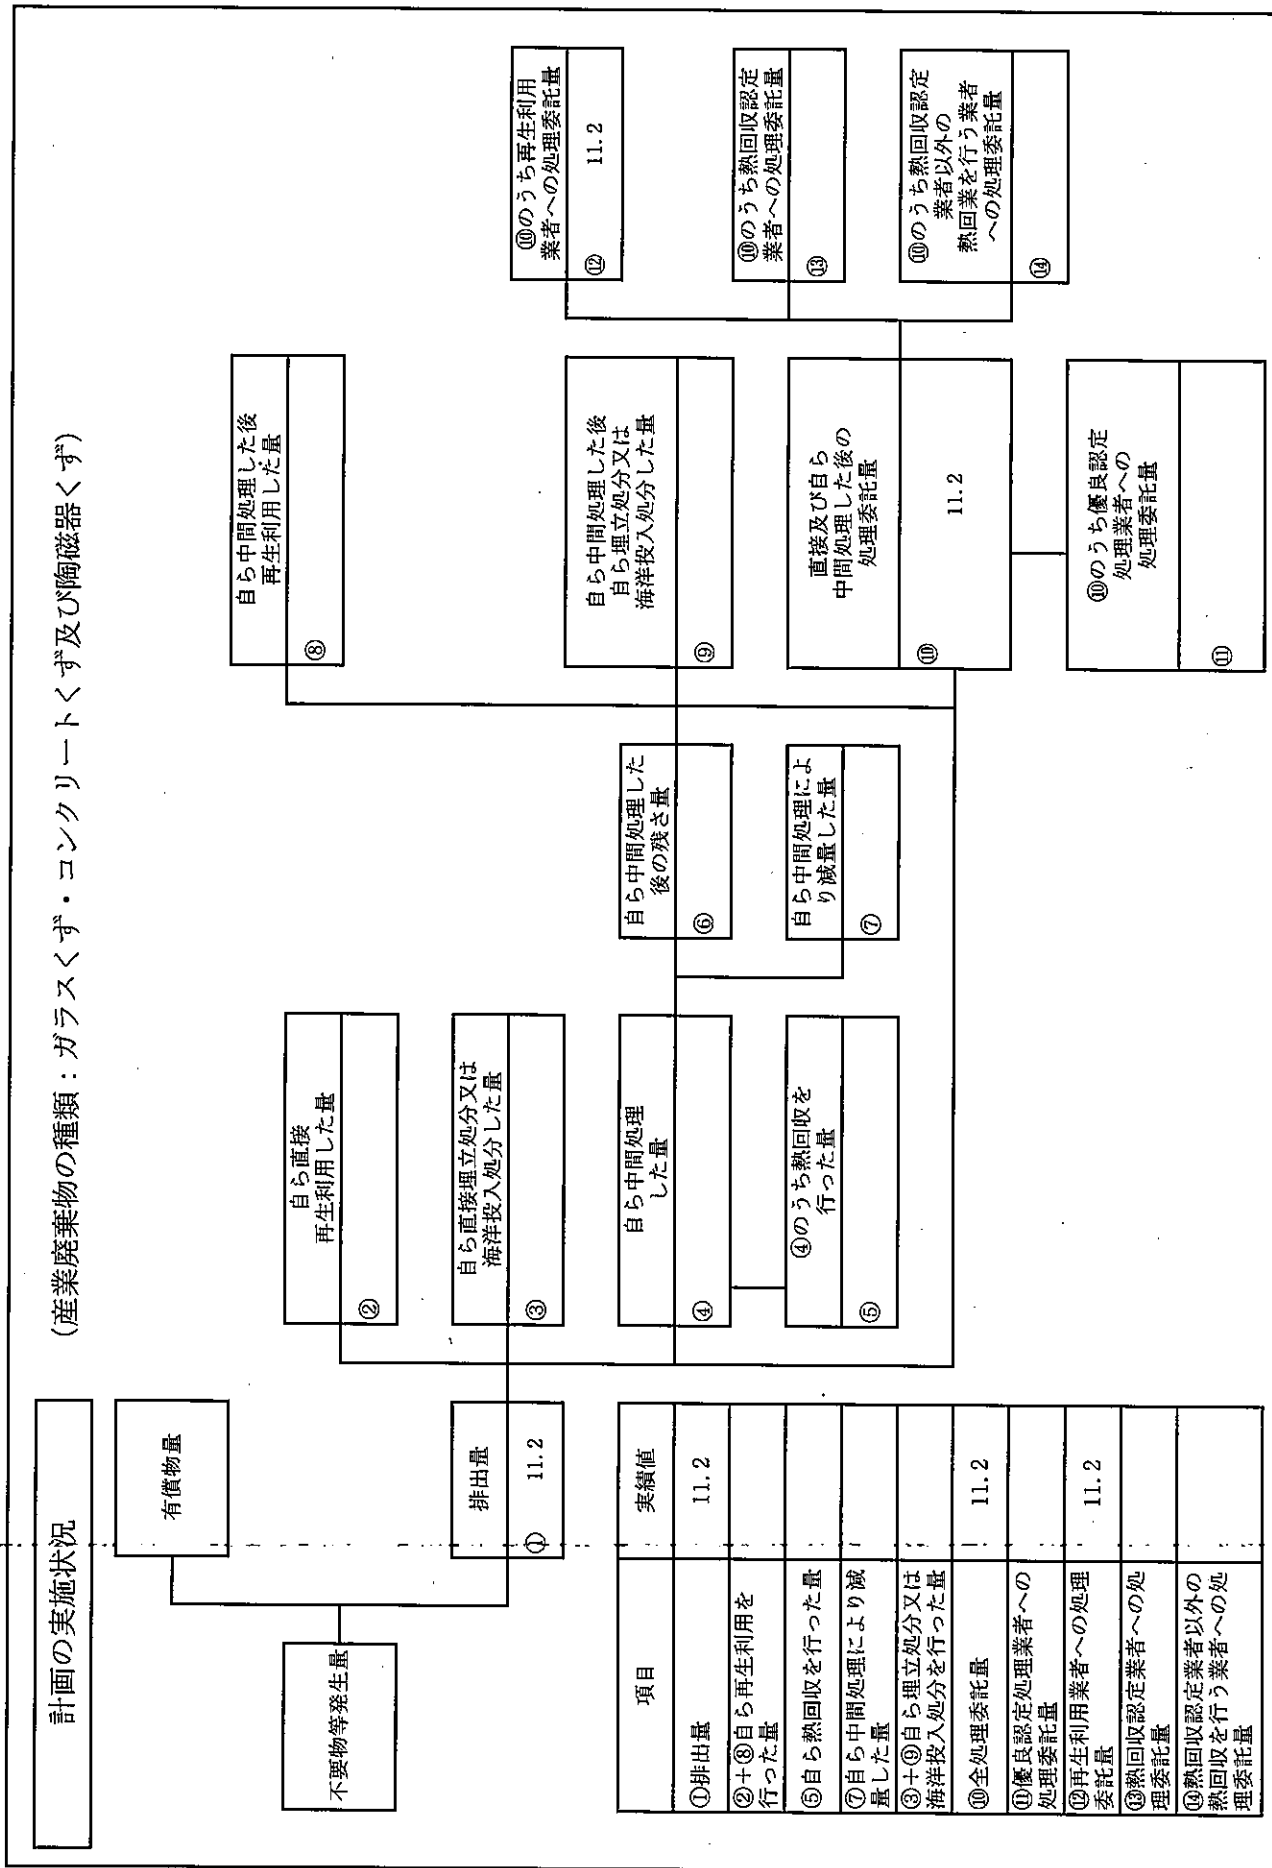 計画の実施状況
(産業廃棄物の種類：ガラスくず・コンクリートくず及び陶磁器くず)
不要物等発生量
有償物量
排出量
① 11.2
自ら直接
再生利用した量
②
自ら直接埋立処分又は
海洋投入処分した量
③
自ら中間処理
した量
④
④のうち熱回収を
行った量
⑤
自ら中間処理した
後の残さ量
⑥
自ら中間処理によ
り減量した量
⑦
自ら中間処理した後
再生利用した量
⑧
自ら中間処理した後
自ら埋立処分又は
海洋投入処分した量
⑨
直接及び自ら
中間処理した後の
処理委託量
⑩ 11.2
⑩のうち優良認定
処理業者への
処理委託量
⑪
⑩のうち再生利用
業者への処理委託量
⑫ 11.2
⑩のうち熱回収認定
業者への処理委託量
⑬
⑩のうち熱回収認定
業者以外の
熱回業を行う業者
への処理委託量
⑭
項目 実績値
①排出量 11.2
②+⑧自ら再生利用を
行った量
⑤自ら熱回収を行った量
⑦自ら中間処理により減
量した量
③+⑨自ら埋立処分又は
海洋投入処分を行った量
⑩全処理委託量 11.2
⑪優良認定処理業者への
処理委託量
⑫再生利用業者への処理
委託量 11.2
⑬熱回収認定業者への処
理委託量
⑭熱回収認定業者以外の
熱回収を行う業者への処
理委託量